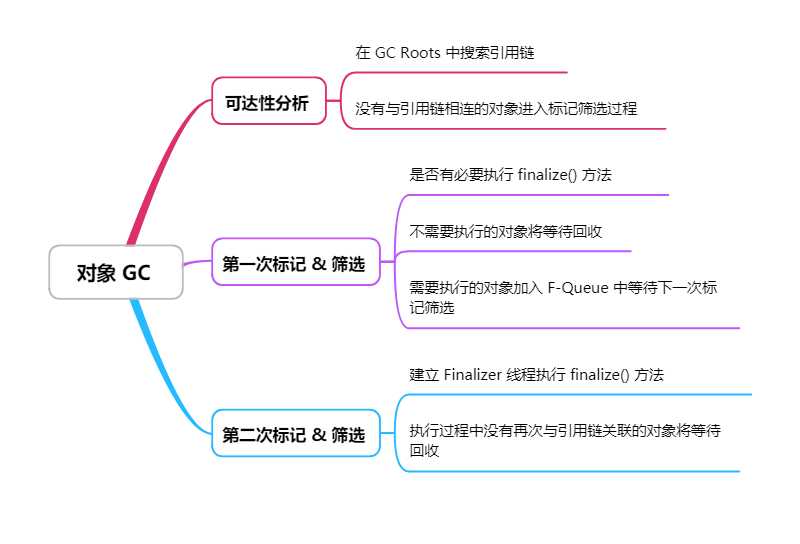 对象 GC
可达性分析
在 GC Roots 中搜索引用链
没有与引用链相连的对象进入标记筛选过程
第一次标记 & 筛选
是否有必要执行 finalize() 方法
不需要执行的对象将等待回收
需要执行的对象加入 F-Queue 中等待下一次标
记筛选
第二次标记 & 筛选
建立 Finalizer 线程执行 finalize() 方法
执行过程中没有再次与引用链关联的对象将等待
回收